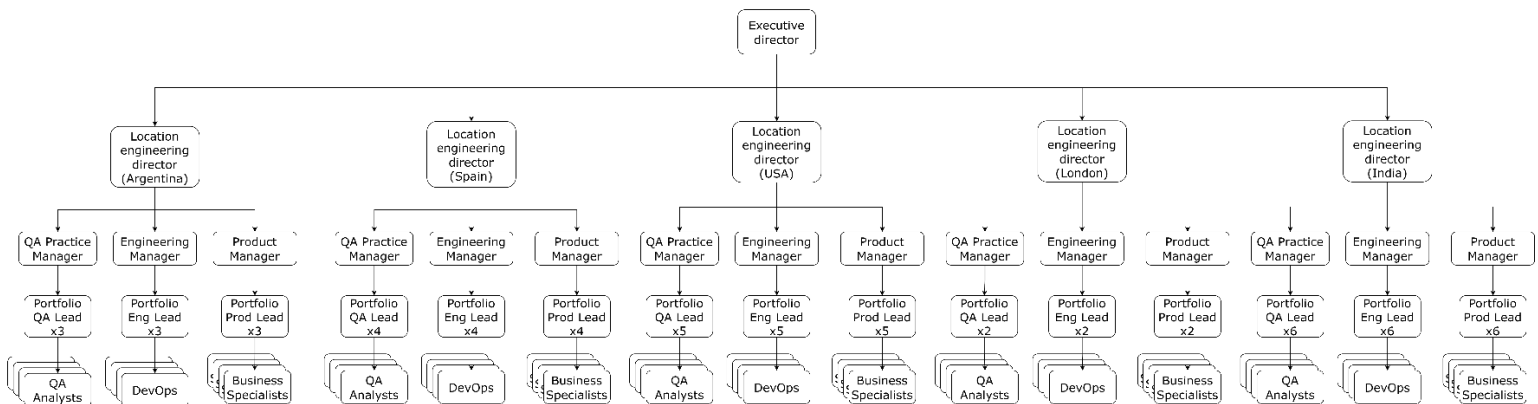 Executive
director
Location
engineering
director
(Argentina)
Location
engineering
director
(Spain)
Location
engineering
director
(USA)
Location
engineering
director
(London)
Location
engineering
director
(India)
QA Practice
Manager
Engineering
Manager
Product
Manager
QA Practice
Manager
Engineering
Manager
Product
Manager
QA Practice
Manager
Engineering
Manager
Product
Manager
QA Practice
Manager
Engineering
Manager
Product
Manager
QA Practice
Manager
Engineering
Manager
Product
Manager
Portfolio
QA Lead
x3
Portfolio
Eng Lead
x3
Portfolio
Prod Lead
x3
Portfolio
QA Lead
x4
Portfolio
Eng Lead
x4
Portfolio
Prod Lead
x4
Portfolio
QA Lead
x5
Portfolio
Eng Lead
x5
Portfolio
Prod Lead
x5
Portfolio
QA Lead
x2
Portfolio
Eng Lead
x2
Portfolio
Prod Lead
x2
Portfolio
QA Lead
x6
Portfolio
Eng Lead
x6
Portfolio
Prod Lead
x6
QA
Analysts
DevOps
Business
Specialists
QA
Analysts
DevOps
Business
Specialists
QA
Analysts
DevOps
Business
Specialists
QA
Analysts
DevOps
Business
Specialists
QA
Analysts
DevOps
Business
Specialists